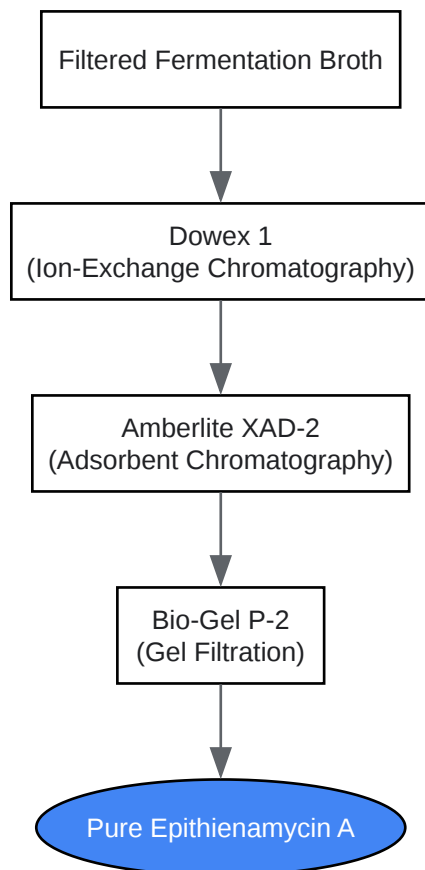 Filtered Fermentation Broth
Dowex 1
(Ion-Exchange Chromatography)
Amberlite XAD-2
(Adsorbent Chromatography)
Bio-Gel P-2
(Gel Filtration)
Pure Epithienamycin A